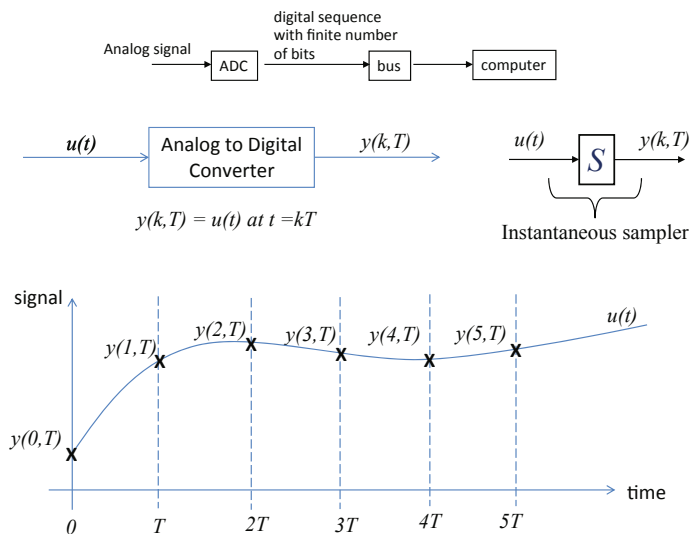 digital sequence
with finite number
of bits
Analog signal
ADC
bus
computer
u(t)
Analog to Digital
Converter
y(k,T)
u(t)
S
y(k,T)
y(k,T) = u(t) at t =kT
Instantaneous sampler
signal
y(0,T)
y(1,T)
y(2,T)
y(3,T)
y(4,T)
y(5,T)
u(t)
X
X
X
X
X
X
time
0
T
2T
3T
4T
5T